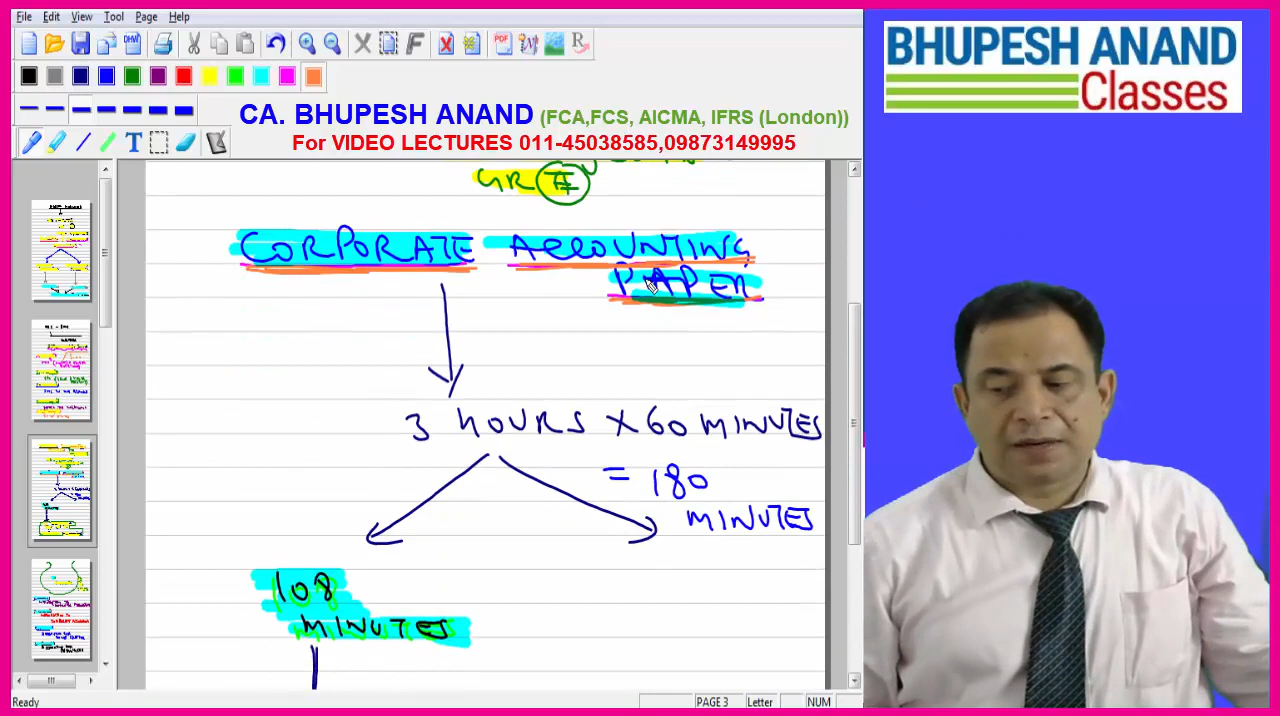 File Edit View Tool Page Help
BHUPESH ANAND
Classes
CA. BHUPESH ANAND (FCA,FCS, AICMA, IFRS (London))
For VIDEO LECTURES 011-45038585,09873149995
CORPORATE ACCOUNTING
PAPER
3 HOURS × 60 MINUTES
= 180
MINUTES
108
MINUTES
Ready PAGE 3 Letter NUM